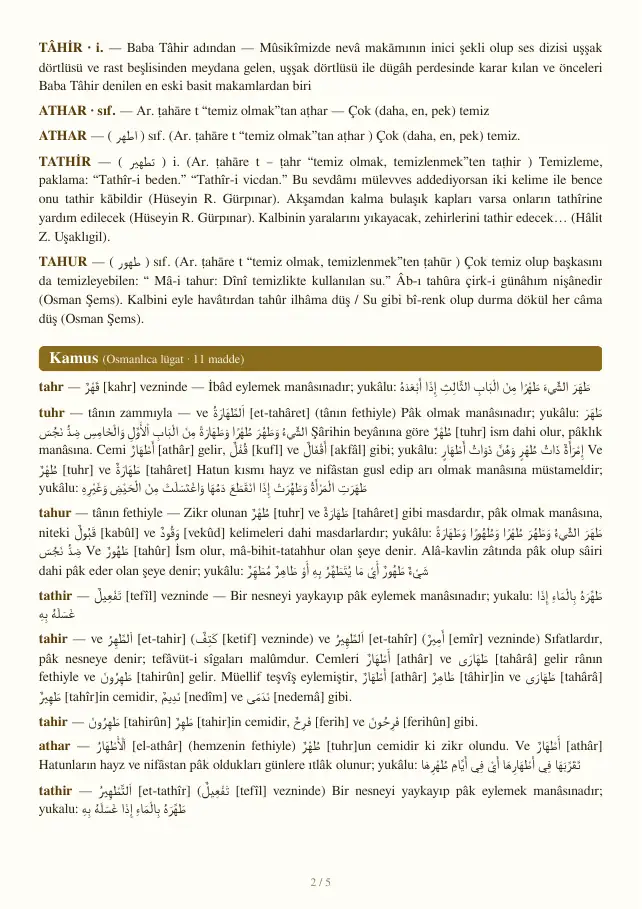 TÂHİR · i. — Baba Tâhir adından — Mûsikîmizde nevâ makāmının inici şekli olup ses dizisi uşşak
dörtlüsü ve rast beşlisinden meydana gelen, uşşak dörtlüsü ile dügâh perdesinde karar kılan ve önceleri
Baba Tahir denilen en eski basit makamlardan biri
ATHAR · sıf. — Ar. ṭahāre t “temiz olmak”tan aṭhar — Çok (daha, en, pek) temiz
ATHAR — ( اطهر ) sıf. (Ar. ṭahāre t “temiz olmak”tan aṭhar ) Çok (daha, en, pek) temiz.
TATHİR — ( تطهير ) i. (Ar. ṭahāre t – ṭahr “temiz olmak, temizlenmek”ten taṭhіr ) Temizleme,
paklama: “Tathîr-i beden.” “Tathîr-i vicdan.” Bu sevdâmı mülevves addediyorsan iki kelime ile bence
onu tathir kābildir (Hüseyin R. Gürpınar). Akşamdan kalma bulaşık kapları varsa onların tathîrine
yardım edilecek (Hüseyin R. Gürpınar). Kalbinin yaralarını yıkayacak, zehirlerini tathir edecek… (Hâlit
Z. Uşaklıgil).
TAHUR — ( طهور ) sıf. (Ar. ṭahāre t “temiz olmak, temizlenmek”ten ṭahūr ) Çok temiz olup başkasını
da temizleyebilen: “ Mâ-i tahur: Dînî temizlikte kullanılan su.” Âb-ı tahûra çirk-i günâhım nişânedir
(Osman Şems). Kalbini eyle havâtırdan tahûr ilhâma düş / Su gibi bî-renk olup durma dökül her câma
düş (Osman Şems).
Kamus (Osmanlıca lügat · 11 madde)
tahr — قَهْرٌ [kahr] vezninde — İbâd eylemek manâsınadır; yukâlu: طَهَرَ الشَّيْءَ طَهْرًا مِنَ الْبَابِ الثَّالِثِ إِذَا أَبْعَدَهُ
tuhr — tânın zammıyla — ve اَلطَّهَارَةُ [et-tahâret] (tânın fethiyle) Pâk olmak manâsınadır; yukâlu: طَهَرَ
الشَّيْءُ وَطَهُرَ طُهْرًا وَطَهَارَةً مِنَ الْبَابِ الْأَوَّلِ وَالْخَامِسِ ضِدُّ نَجُسَ Şârihin beyânına göre طُهْرٌ [tuhr] ism dahi olur, pâklık
manâsına. Cemi أَطْهَارٌ [athâr] gelir, قُفْلٌ [kufl] ve أَقْفَالٌ [akfâl] gibi; yukâlu: إِمْرَأَةٌ ذَاتُ طُهْرٍ وَهُنَّ ذَوَاتُ أَطْهَارٍ Ve
طُهْرٌ [tuhr] ve طَهَارَةٌ [tahâret] Hatun kısmı hayz ve nifâstan gusl edip arı olmak manâsına müstameldir;
yukâlu: طَهَرَتِ الْمَرْأَةُ وَطَهُرَتْ إِذَا انْقَطَعَ دَمُهَا وَاغْتَسَلَتْ مِنَ الْحَيْضِ وَغَيْرِهِ
tahur — tânın fethiyle — Zikr olunan طُهْرٌ [tuhr] ve طَهَارَةٌ [tahâret] gibi masdardır, pâk olmak manâsına,
niteki قَبُولٌ [kabûl] ve وَقُودٌ [vekûd] kelimeleri dahi masdarlardır; yukâlu: طَهَرَ الشَّيْءُ وَطَهُرَ طُهْرًا وَطَهُورًا وَطَهَارَةً
ضِدُّ نَجُسَ Ve طَهُورٌ [tahûr] İsm olur, mâ-bihit-tatahhur olan şeye denir. Alâ-kavlin zâtında pâk olup sâiri
dahi pâk eder olan şeye denir; yukâlu: شَيْءٌ طَهُورٌ أَيْ مَا يُتَطَهَّرُ بِهِ أَوْ طَاهِرٌ مُطَهِّرٌ
tathir — تَفْعِيلٌ [tefîl] vezninde — Bir nesneyi yaykayıp pâk eylemek manâsınadır; yukalu: طَهَّرَهُ بِالْمَاءِ إِذَا
غَسَلَهُ بِهِ
tahir — ve اَلطَّهِرُ [et-tahir] (كَتِفٌ [ketif] vezninde) ve اَلطَّهِيرُ [et-tahîr] (أَمِيرٌ [emîr] vezninde) Sıfatlardır,
pâk nesneye denir; tefâvüt-i sîgaları malûmdur. Cemleri أَطْهَارٌ [athâr] ve طَهَارَى [tahârâ] gelir rânın
fethiyle ve طَهِرُونَ [tahirûn] gelir. Müellif teşvîş eylemiştir, أَطْهَارٌ [athâr] طَاهِرٌ [tâhir]in ve طَهَارَى [tahârâ]
طَهِيرٌ [tahîr]in cemidir, نَدِيمٌ [nedîm] ve نَدَمَى [nedemâ] gibi.
tahir — طَهِرُونَ [tahirûn] طَهِرٌ [tahir]in cemidir, فَرِحٌ [ferih] ve فَرِحُونَ [ferihûn] gibi.
athar — اَلْأَطْهَارُ [el-athâr] (hemzenin fethiyle) طُهْرٌ [tuhr]un cemidir ki zikr olundu. Ve أَطْهَارٌ [athâr]
Hatunların hayz ve nifâstan pâk oldukları günlere ıtlâk olunur; yukâlu: تَقْرَبَهَا فِي أَطْهَارِهَا أَيْ فِي أَيَّامِ طُهْرِهَا
tathir — اَلتَّطْهِيرُ [et-tathîr] (تَفْعِيلٌ [tefîl] vezninde) Bir nesneyi yaykayıp pâk eylemek manâsınadır;
yukalu: طَهَّرَهُ بِالْمَاءِ إِذَا غَسَلَهُ بِهِ
2 / 5